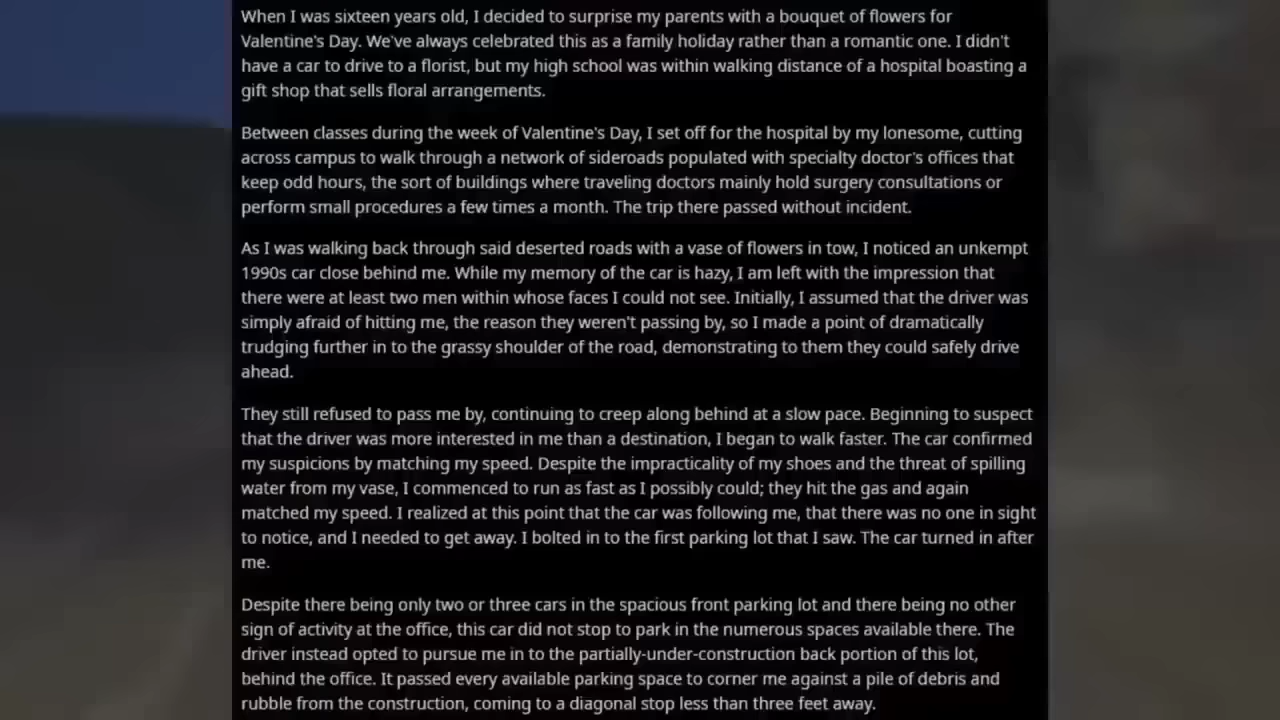 When I was sixteen years old, I decided to surprise my parents with a bouquet of flowers for
Valentine's Day. We've always celebrated this as a family holiday rather than a romantic one. I didn't
have a car to drive to a florist, but my high school was within walking distance of a hospital boasting a
gift shop that sells floral arrangements.
Between classes during the week of Valentine's Day, I set off for the hospital by my lonesome, cutting
across campus to walk through a network of sideroads populated with specialty doctor's offices that
keep odd hours, the sort of buildings where traveling doctors mainly hold surgery consultations or
perform small procedures a few times a month. The trip there passed without incident.
As I was walking back through said deserted roads with a vase of flowers in tow, I noticed an unkempt
1990s car close behind me. While my memory of the car is hazy, I am left with the impression that
there were at least two men within whose faces I could not see. Initially, I assumed that the driver was
simply afraid of hitting me, the reason they weren't passing by, so I made a point of dramatically
trudging further in to the grassy shoulder of the road, demonstrating to them they could safely drive
ahead.
They still refused to pass me by, continuing to creep along behind at a slow pace. Beginning to suspect
that the driver was more interested in me than a destination, I began to walk faster. The car confirmed
my suspicions by matching my speed. Despite the impracticality of my shoes and the threat of spilling
water from my vase, I commenced to run as fast as I possibly could; they hit the gas and again
matched my speed. I realized at this point that the car was following me, that there was no one in sight
to notice, and I needed to get away. I bolted in to the first parking lot that I saw. The car turned in after
me.
Despite there being only two or three cars in the spacious front parking lot and there being no other
sign of activity at the office, this car did not stop to park in the numerous spaces available there. The
driver instead opted to pursue me in to the partially-under-construction back portion of this lot,
behind the office. It passed every available parking space to corner me against a pile of debris and
rubble from the construction, coming to a diagonal stop less than three feet away.